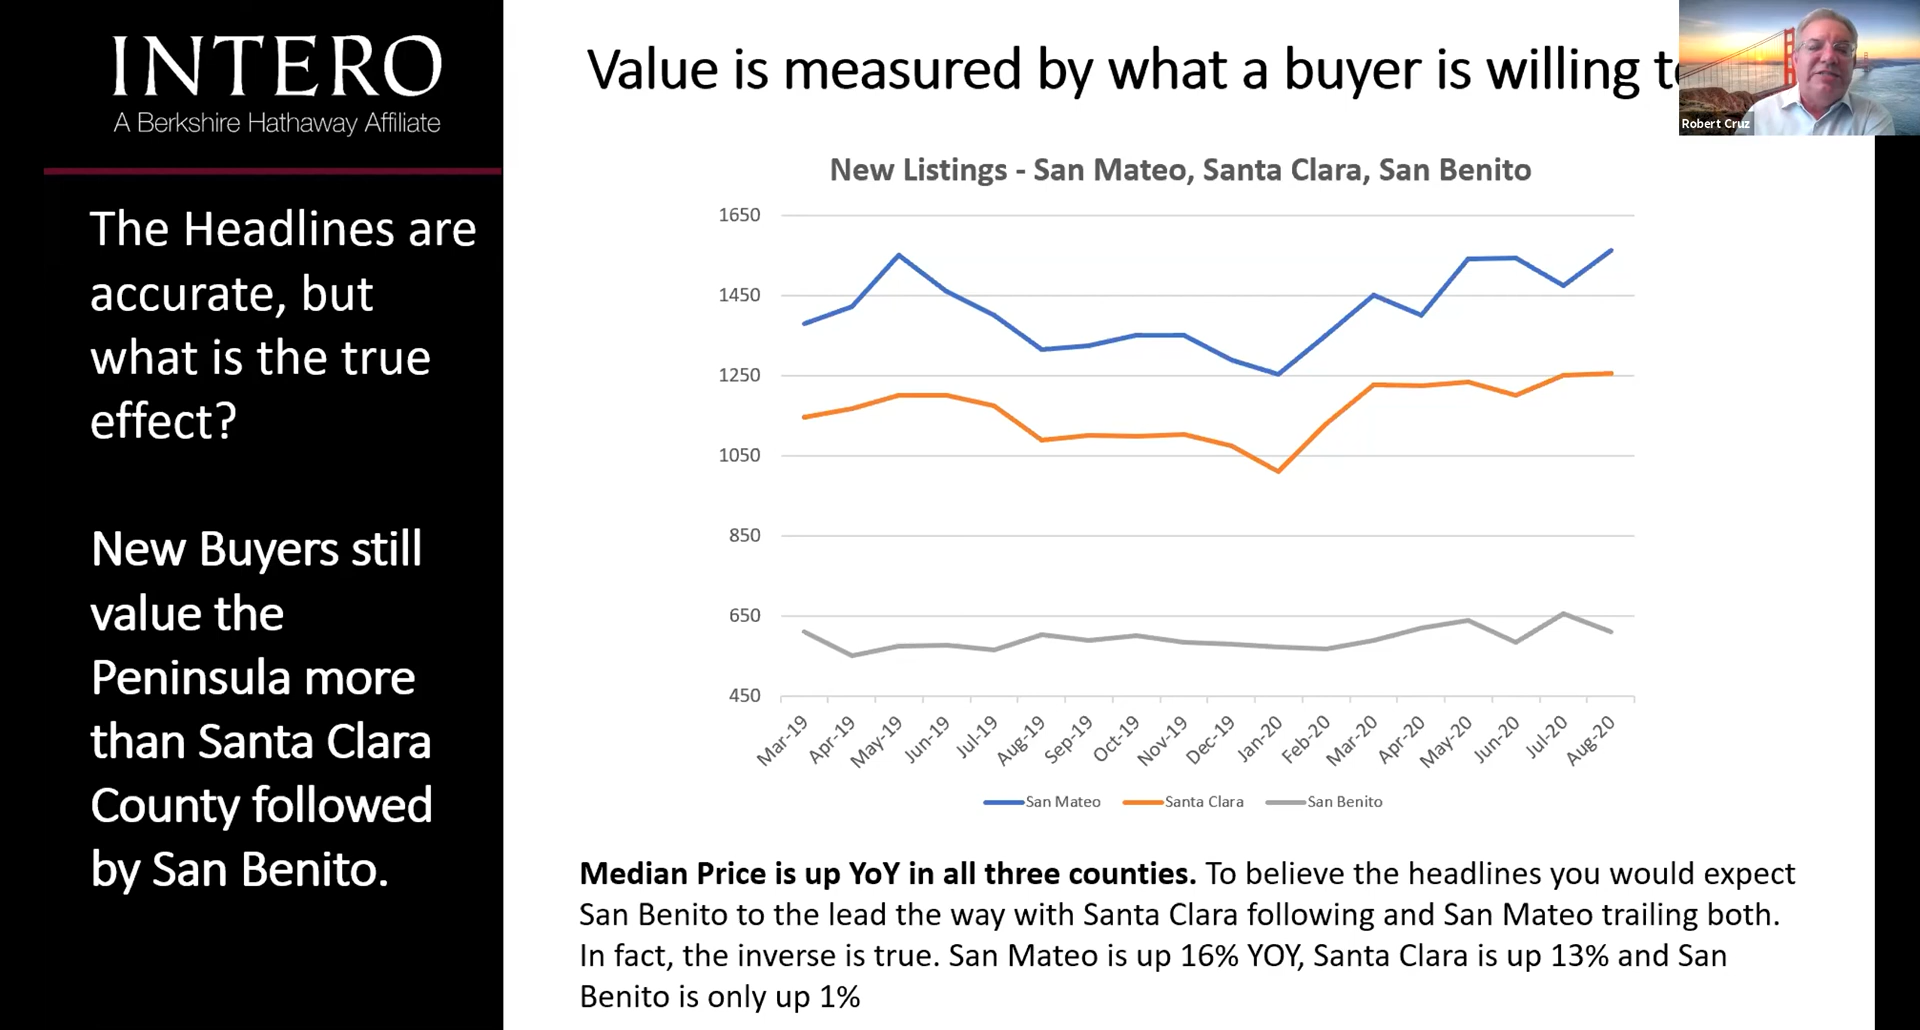 INTERO
A Berkshire Hathaway Affiliate
The Headlines are
accurate, but
what is the true
effect?
New Buyers still
value the
Peninsula more
than Santa Clara
County followed
by San Benito.
Value is measured by what a buyer is willing
Robert Cruz
New Listings - San Mateo, Santa Clara, San Benito
1650
1450
1250
1050
850
650
450
Mar-19 Apr-19 May-19 Jun-19 Jul-19 Aug-19 Sep-19 Oct-19 Nov-19 Dec-19 Jan-20 Feb-20 Mar-20 Apr-20 May-20 Jun-20 Jul-20 Aug-20
San Mateo Santa Clara San Benito
Median Price is up YoY in all three counties. To believe the headlines you would expect
San Benito to the lead the way with Santa Clara following and San Mateo trailing both.
In fact, the inverse is true. San Mateo is up 16% YOY, Santa Clara is up 13% and San
Benito is only up 1%